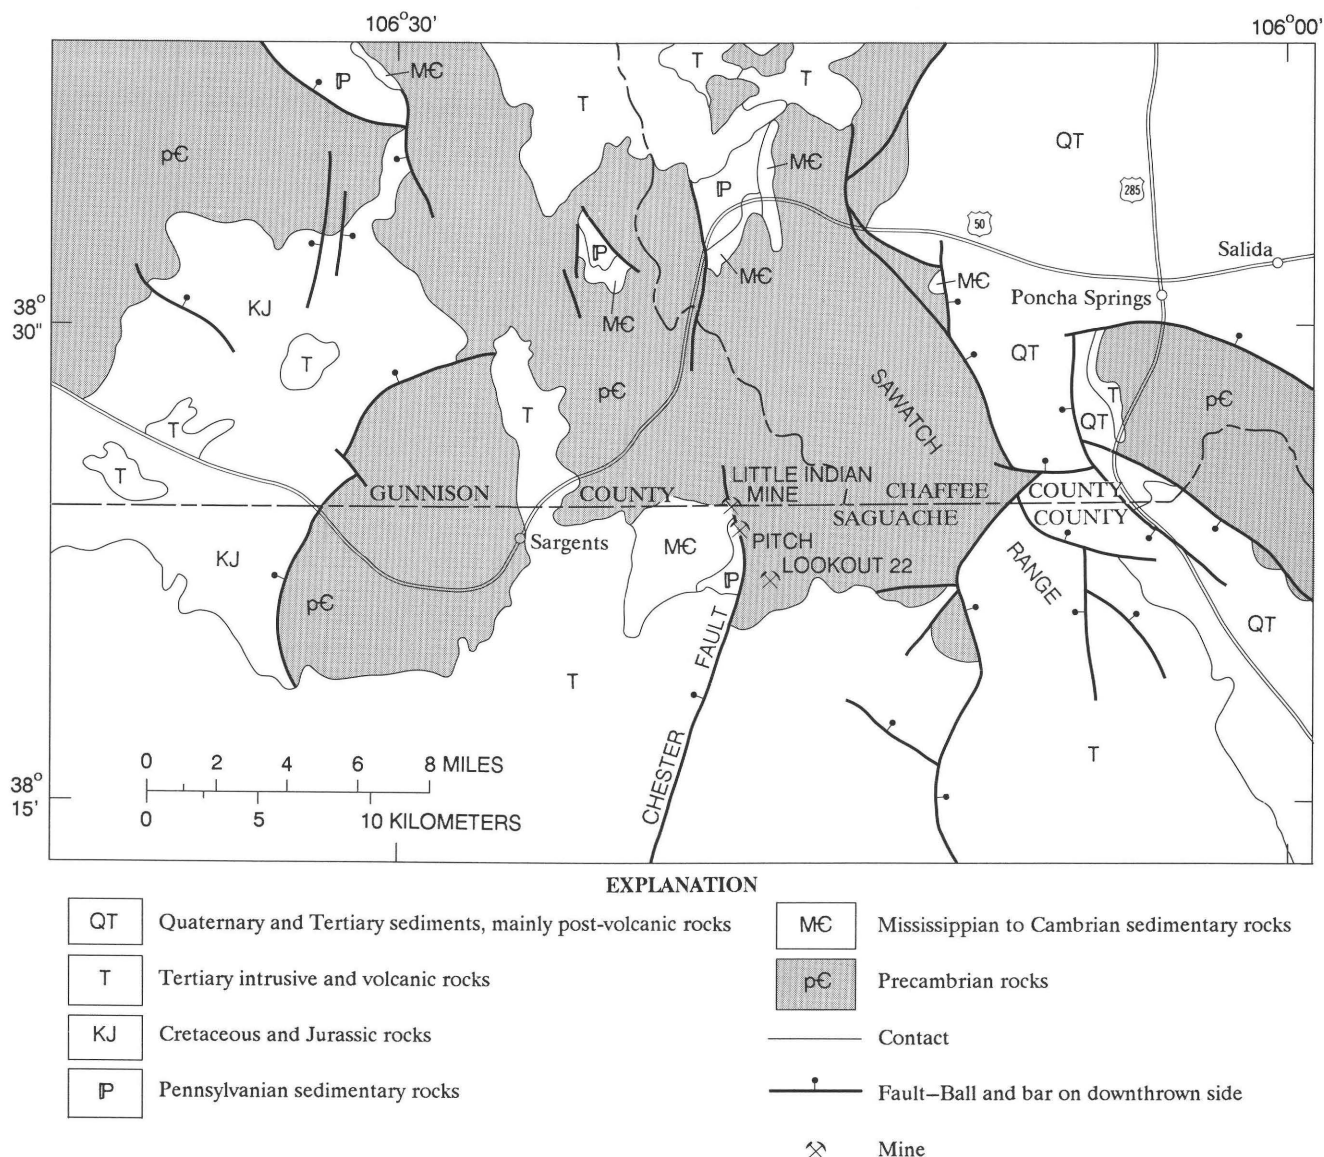 106°30'
106°00'
MЄ
ℙ
T
T
T
QT
pЄ
MЄ
ℙ
285
50
Salida
ℙ
MЄ
MЄ
Poncha Springs
38°
30"
KJ
MЄ
QT
T
SAWATCH
pЄ
T
pЄ
T
T
QT
T
LITTLE INDIAN
MINE
GUNNISON COUNTY
CHAFFEE COUNTY
SAGUACHE COUNTY
Sargents
MЄ
PITCH
KJ
LOOKOUT 22
RANGE
ℙ
pЄ
FAULT
QT
T
T
CHESTER
0 2 4 6 8 MILES
38°
15'
0 5 10 KILOMETERS
EXPLANATION
QT Quaternary and Tertiary sediments, mainly post-volcanic rocks
T Tertiary intrusive and volcanic rocks
KJ Cretaceous and Jurassic rocks
ℙ Pennsylvanian sedimentary rocks
MЄ Mississippian to Cambrian sedimentary rocks
pЄ Precambrian rocks
Contact
Fault–Ball and bar on downthrown side
Mine